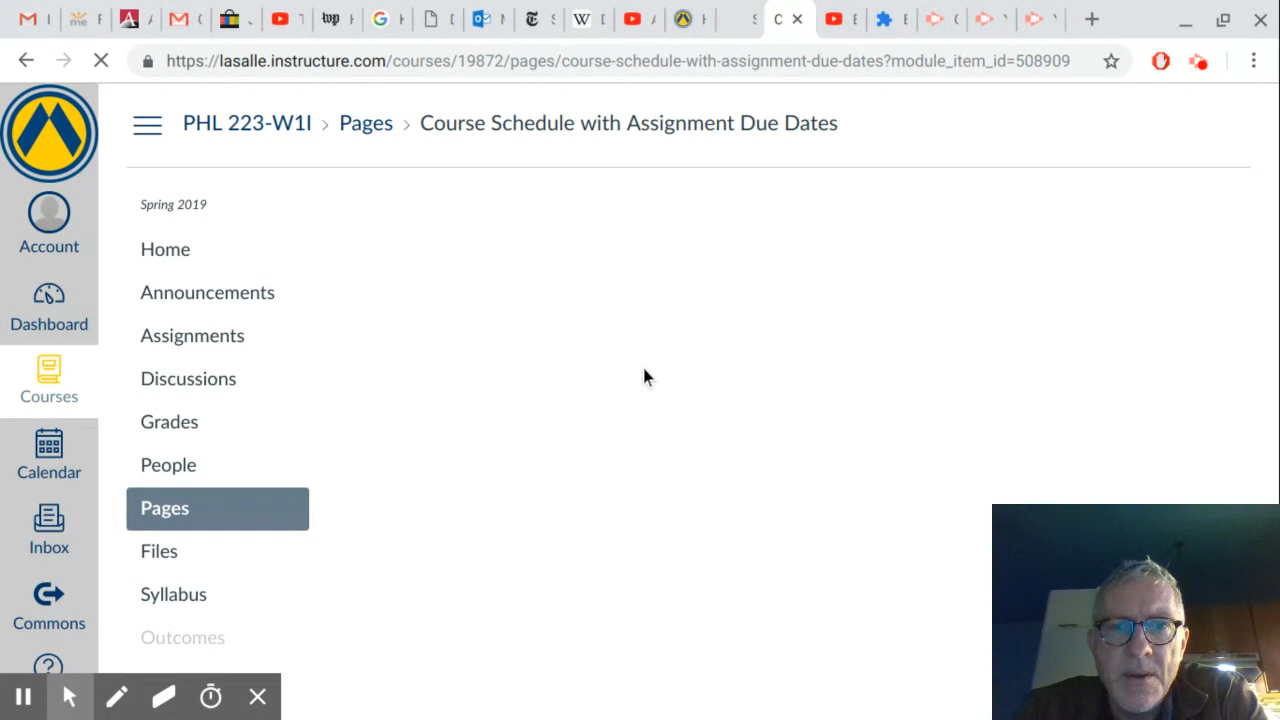 https://lasalle.instructure.com/courses/19872/pages/course-schedule-with-assignment-due-dates?module_item_id=508909
PHL 223-W1I > Pages > Course Schedule with Assignment Due Dates
Spring 2019
Home
Announcements
Assignments
Discussions
Grades
People
Pages
Files
Syllabus
Outcomes
Account
Dashboard
Courses
Calendar
Inbox
Commons